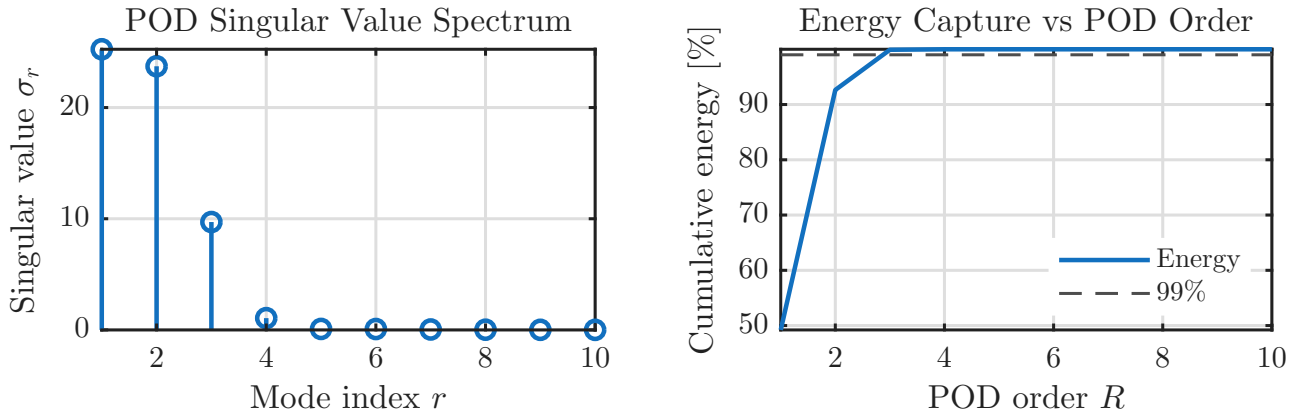 POD Singular Value Spectrum
Singular value σ_r
20
10
0
2
4
6
8
10
Mode index r
Energy Capture vs POD Order
Cumulative energy [%]
90
80
70
60
50
Energy
99%
2
4
6
8
10
POD order R